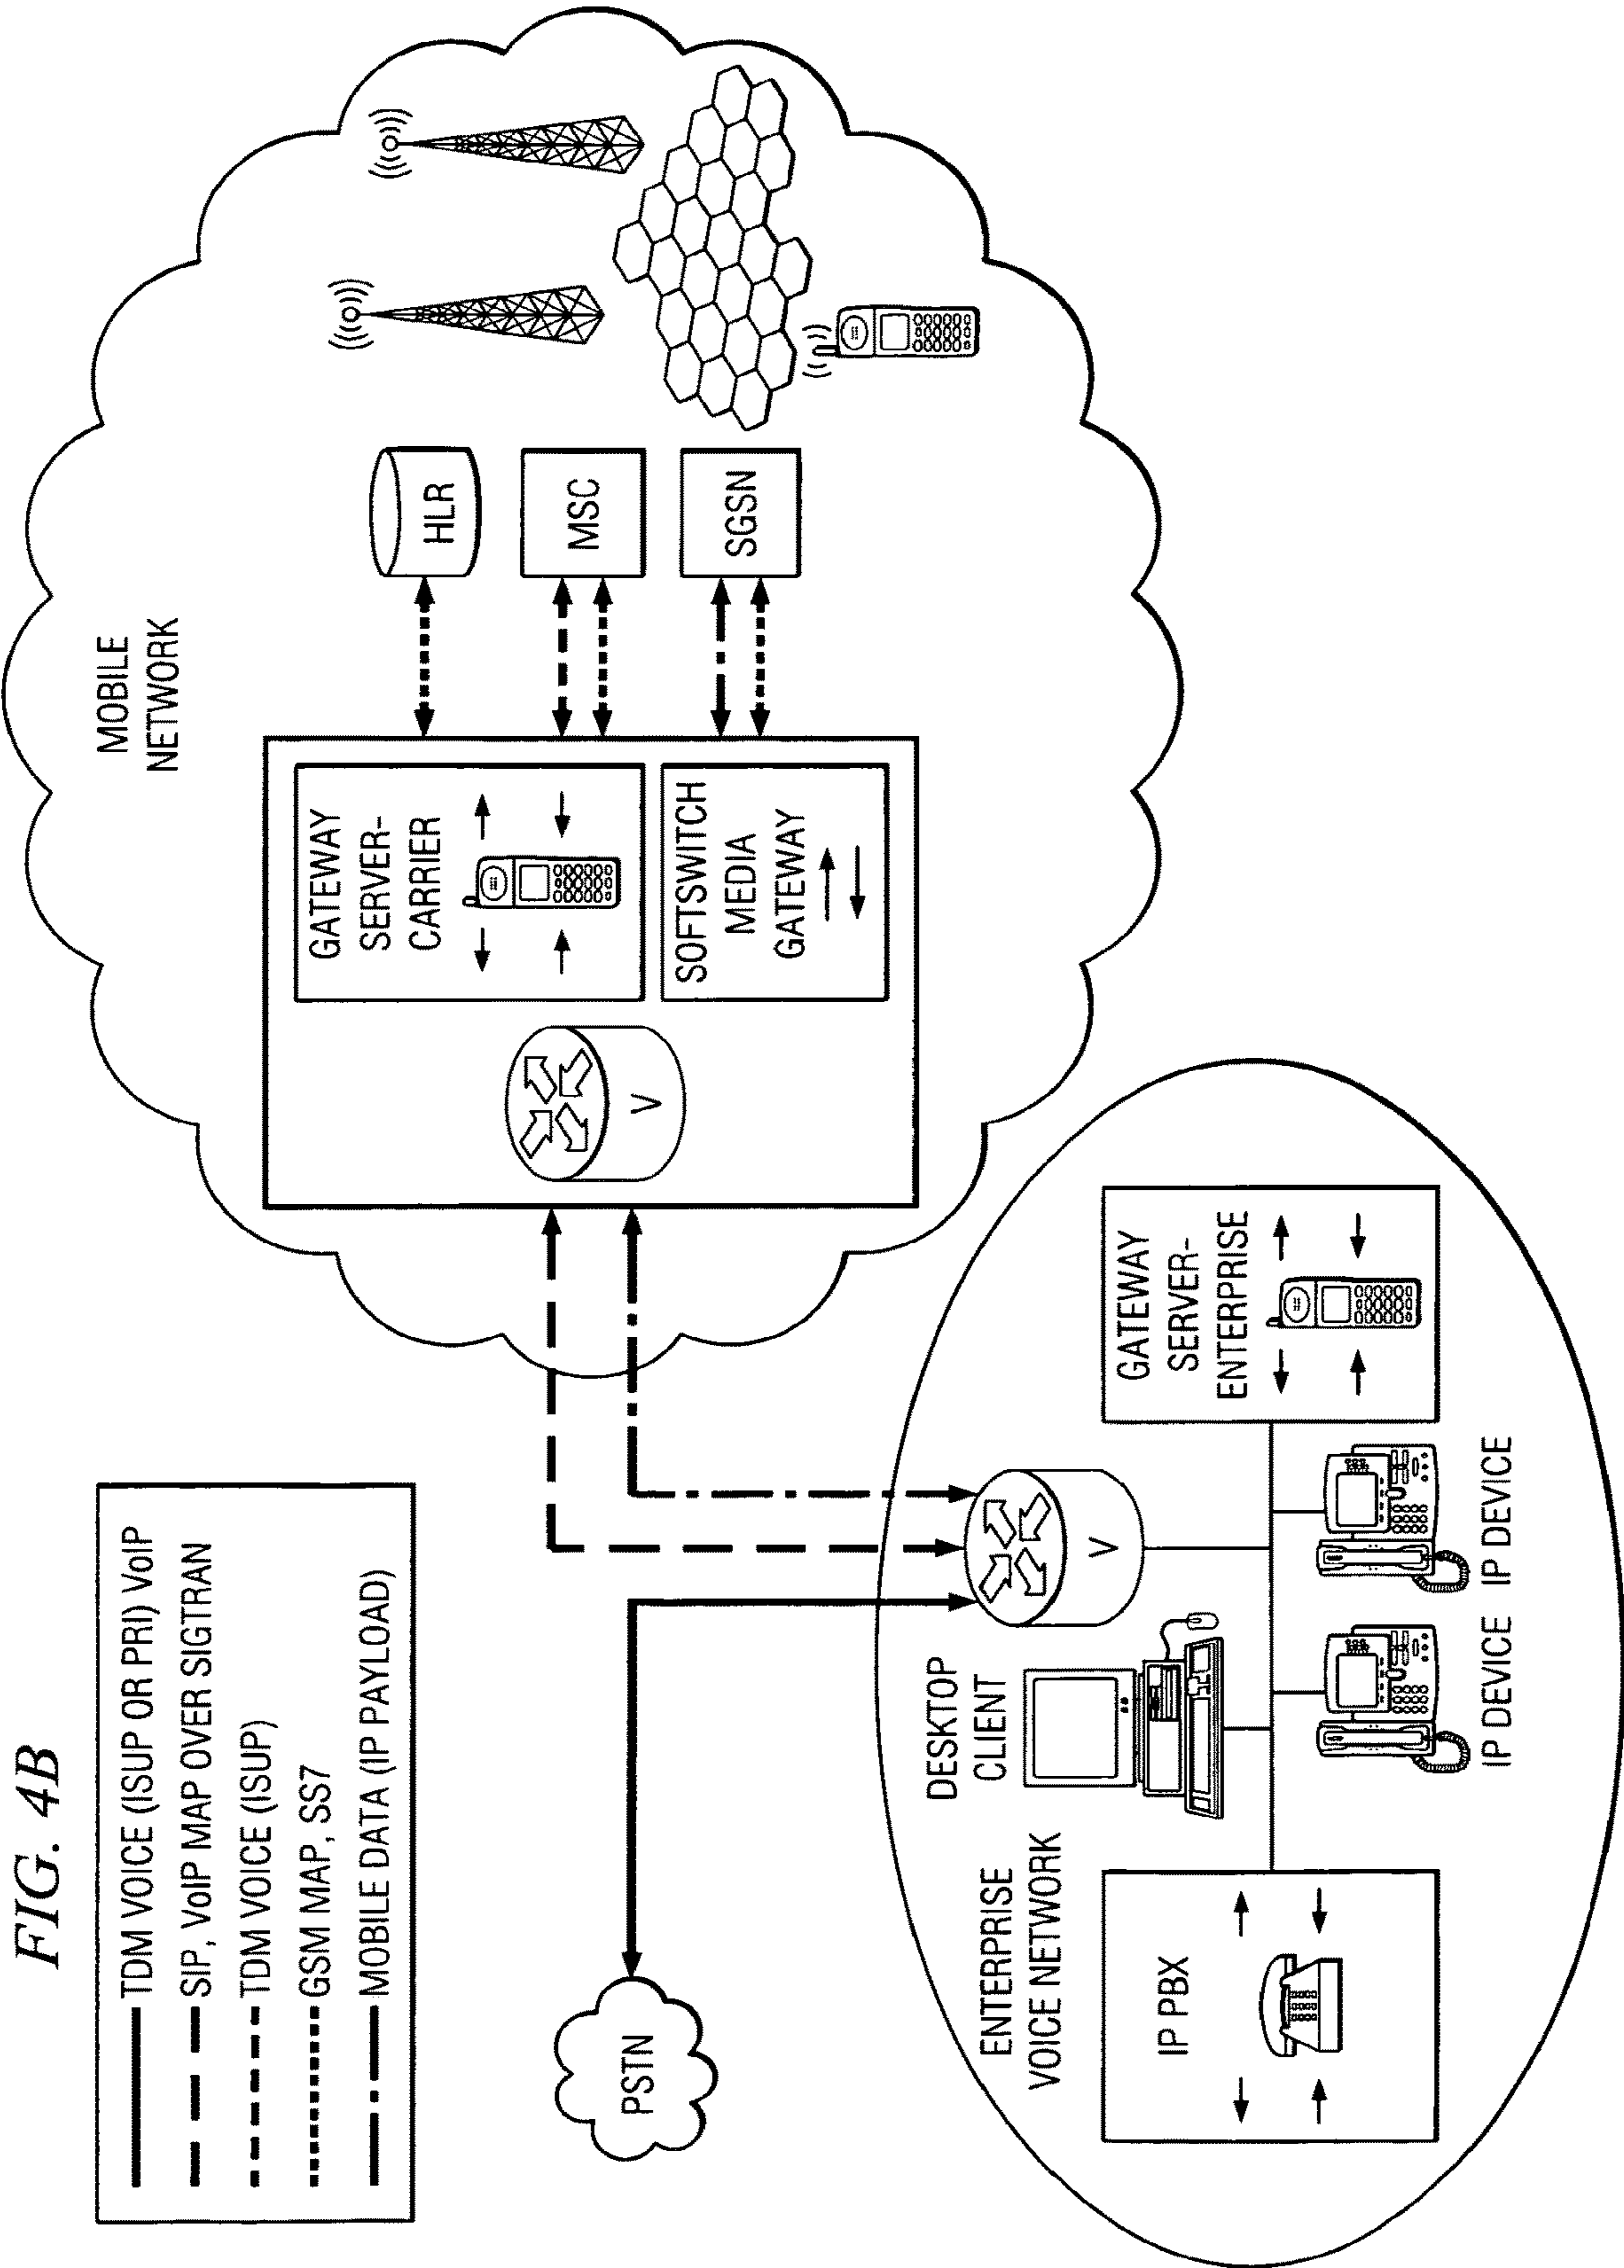 FIG. 4B
TDM VOICE (ISUP OR PRI) VoIP
SIP, VoIP MAP OVER SIGTRAN
TDM VOICE (ISUP)
GSM MAP, SS7
MOBILE DATA (IP PAYLOAD)
MOBILE
NETWORK
GATEWAY
SERVER-
CARRIER
SOFTSWITCH
MEDIA
GATEWAY
V
HLR
MSC
SGSN
PSTN
ENTERPRISE
VOICE NETWORK
DESKTOP
CLIENT
V
GATEWAY
SERVER-
ENTERPRISE
IP PBX
IP DEVICE
IP DEVICE